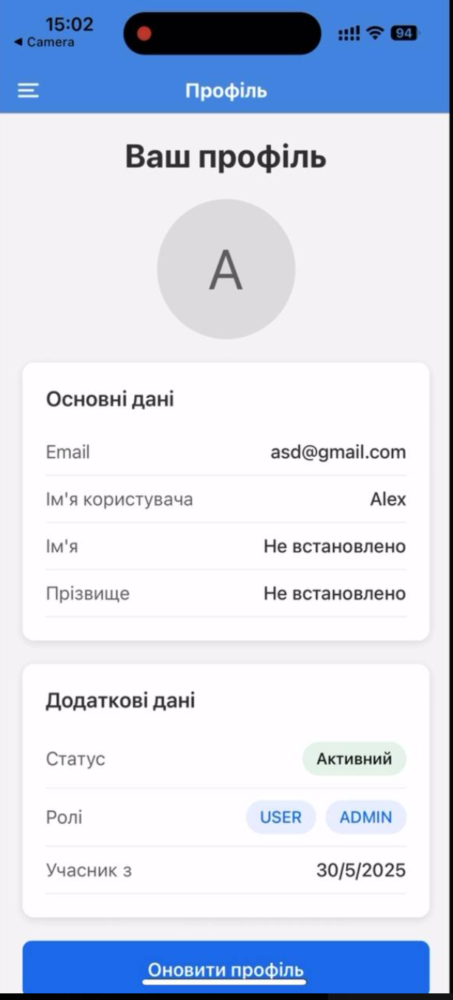 15:02
◀ Camera
94
Профіль
Ваш профіль
A
Основні дані
Email asd@gmail.com
Ім'я користувача Alex
Ім'я Не встановлено
Прізвище Не встановлено
Додаткові дані
Статус Активний
Ролі USER ADMIN
Учасник з 30/5/2025
Оновити профіль